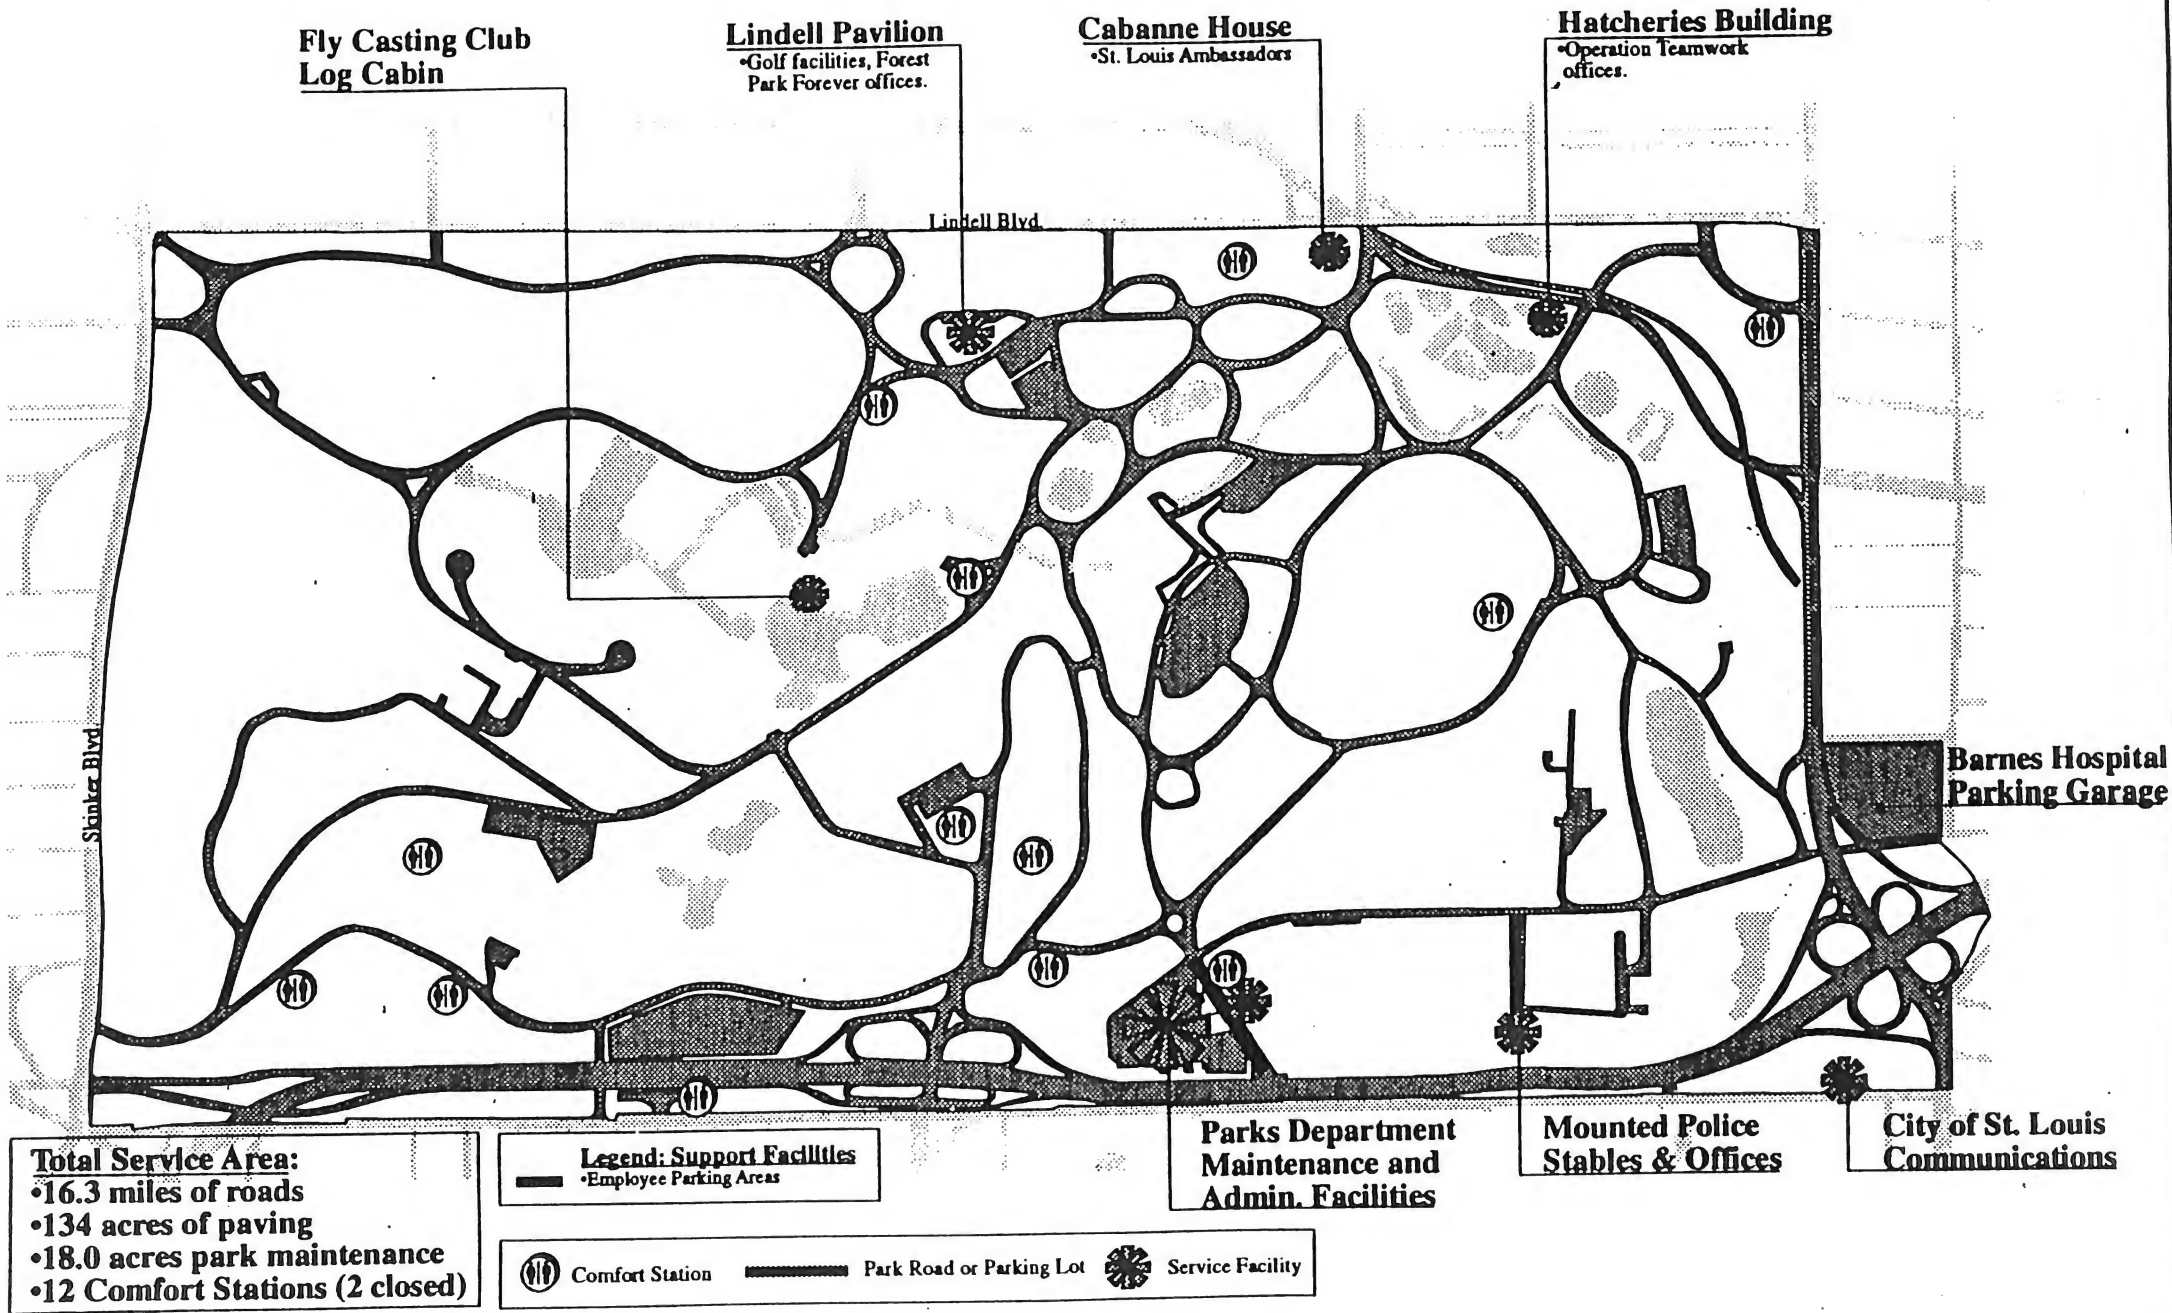 Fly Casting Club
Log Cabin
Lindell Pavilion
•Golf facilities, Forest
Park Forever offices.
Cabanne House
•St. Louis Ambassadors
Hatcheries Building
•Operation Teamwork
offices.
Lindell Blvd.
Skinker Blvd.
Barnes Hospital
Parking Garage
Parks Department
Maintenance and
Admin. Facilities
Mounted Police
Stables & Offices
City of St. Louis
Communications
Total Service Area:
•16.3 miles of roads
•134 acres of paving
•18.0 acres park maintenance
•12 Comfort Stations (2 closed)
Legend: Support Facilities
•Employee Parking Areas
Comfort Station
Park Road or Parking Lot
Service Facility